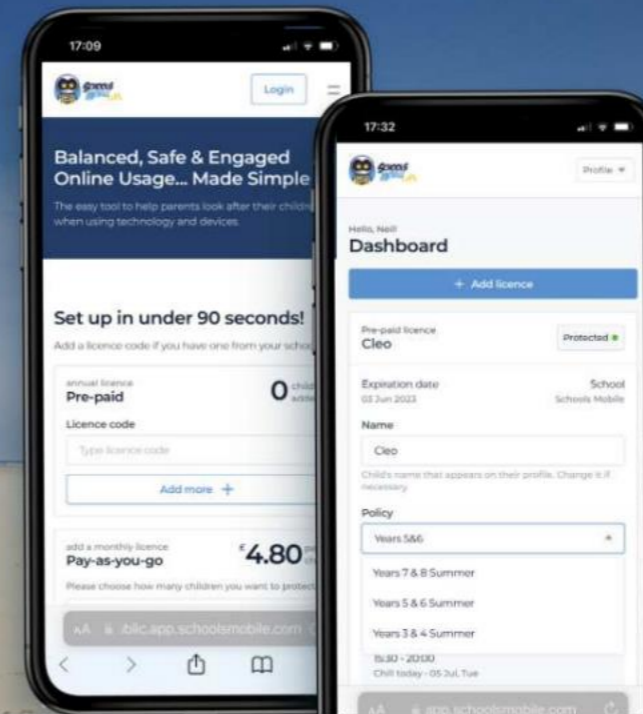 17:09
Login
Balanced, Safe & Engaged
Online Usage... Made Simple
The easy tool to help parents look after their
when using technology and devices.
Set up in under 90 seconds!
Add a licence code if you have one from your
annual licence
Pre-paid
0
Licence code
Type licence code
Add more +
add a monthly licence
Pay-as-you-go
£4.80
Please choose how many children you want to protect
app.schoolsmobile.com
17:32
Profile
Hello, Neill
Dashboard
+ Add licence
Pre-paid licence
Cleo
Protected
Expiration date
School
03 Jun 2023
Schools Mobile
Name
Cleo
Child's name that appears on their profile. Change it if
necessary
Policy
Years 5&6
Years 7 & 8 Summer
Years 5 & 6 Summer
Years 3 & 4 Summer
15:30 - 20:00
Chill today - 05 Jul, Tue
AA app.schoolsmobile.com